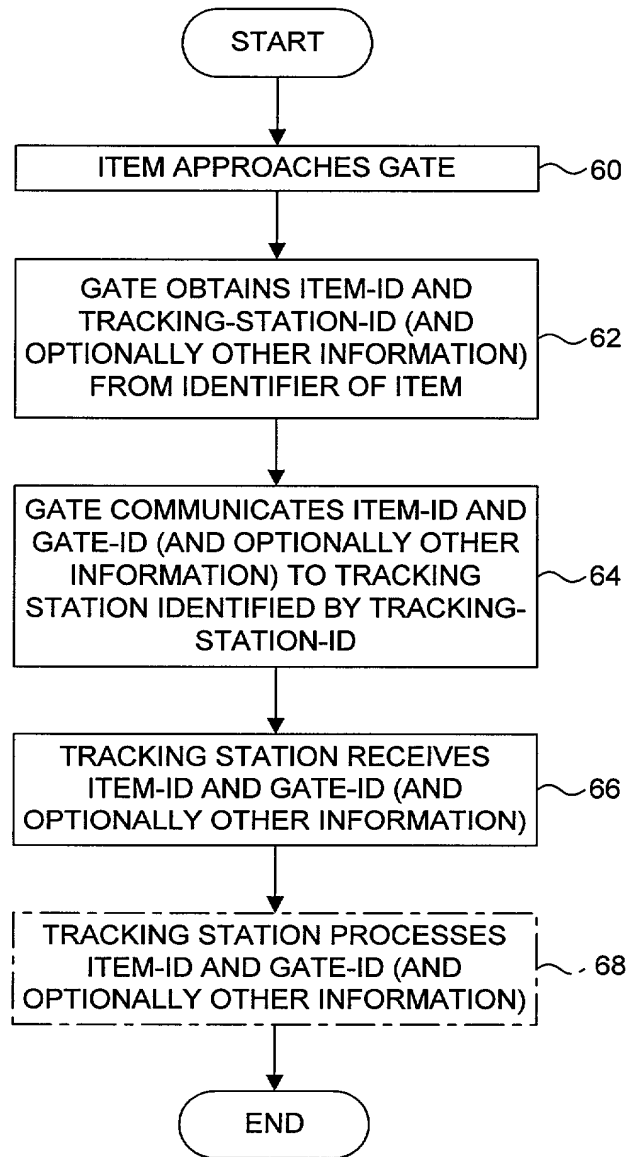 START
ITEM APPROACHES GATE
60
GATE OBTAINS ITEM-ID AND
TRACKING-STATION-ID (AND
OPTIONALLY OTHER INFORMATION)
FROM IDENTIFIER OF ITEM
62
GATE COMMUNICATES ITEM-ID AND
GATE-ID (AND OPTIONALLY OTHER
INFORMATION) TO TRACKING
STATION IDENTIFIED BY TRACKING-
STATION-ID
64
TRACKING STATION RECEIVES
ITEM-ID AND GATE-ID (AND
OPTIONALLY OTHER INFORMATION)
66
TRACKING STATION PROCESSES
ITEM-ID AND GATE-ID (AND
OPTIONALLY OTHER INFORMATION)
68
END